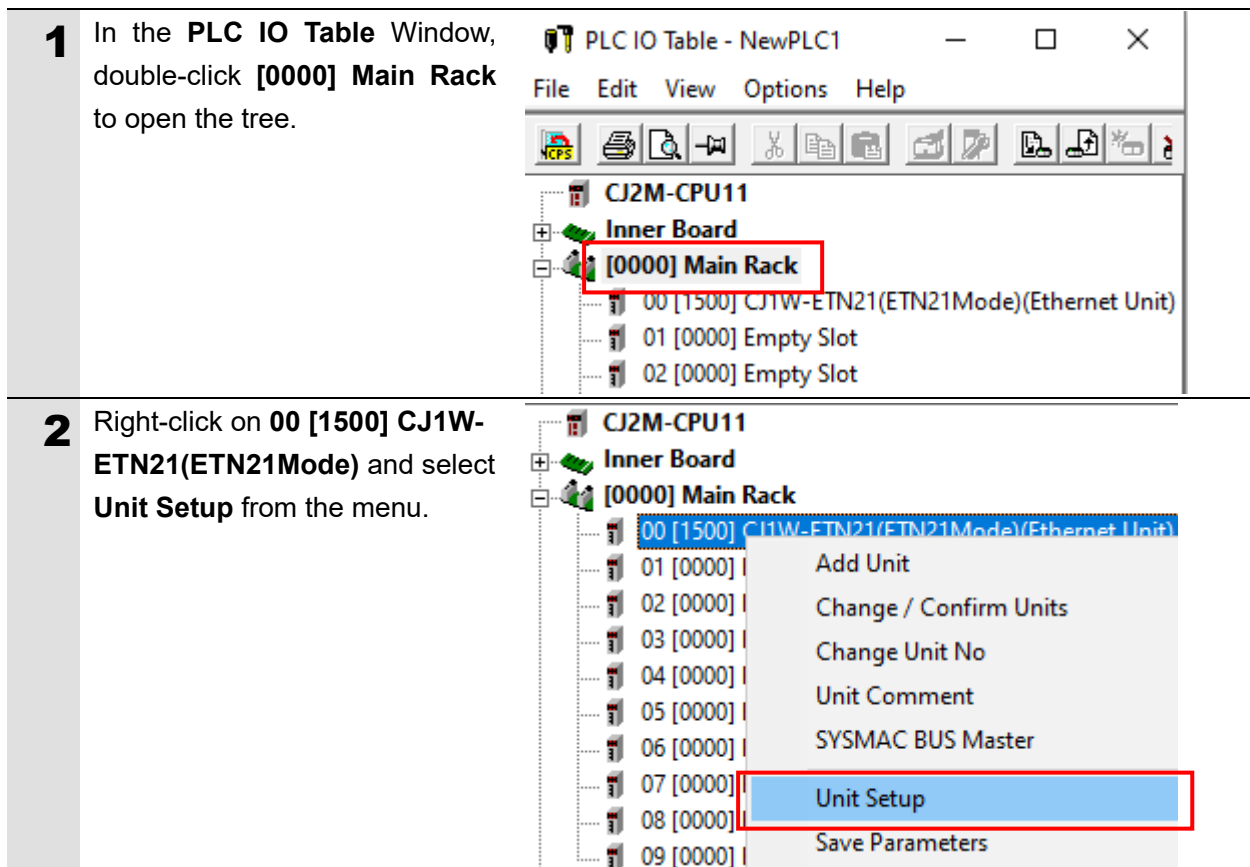 1
In the PLC IO Table Window,
double-click [0000] Main Rack
to open the tree.
PLC IO Table - NewPLC1
File Edit View Options Help
CPS
CJ2M-CPU11
Inner Board
[0000] Main Rack
00 [1500] CJ1W-ETN21(ETN21Mode)(Ethernet Unit)
01 [0000] Empty Slot
02 [0000] Empty Slot
2
Right-click on 00 [1500] CJ1W-
ETN21(ETN21Mode) and select
Unit Setup from the menu.
CJ2M-CPU11
Inner Board
[0000] Main Rack
00 [1500] CJ1W-ETN21(ETN21Mode)(Ethernet Unit)
01 [0000]
02 [0000]
03 [0000]
04 [0000]
05 [0000]
06 [0000]
07 [0000]
08 [0000]
09 [0000]
Add Unit
Change / Confirm Units
Change Unit No
Unit Comment
SYSMAC BUS Master
Unit Setup
Save Parameters